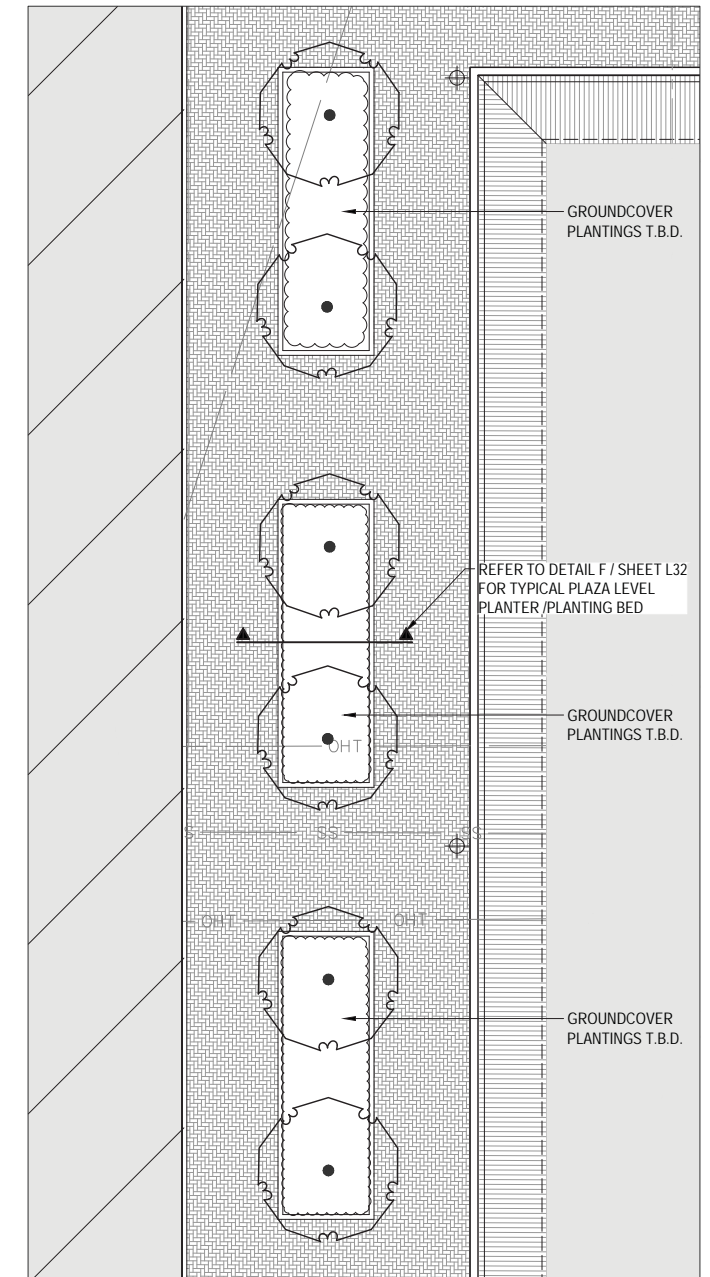 GROUNDCOVER
PLANTINGS T.B.D.
REFER TO DETAIL F / SHEET L32
FOR TYPICAL PLAZA LEVEL
PLANTER /PLANTING BED
GROUNDCOVER
PLANTINGS T.B.D.
OHT
S SS SS
OHT OHT
GROUNDCOVER
PLANTINGS T.B.D.